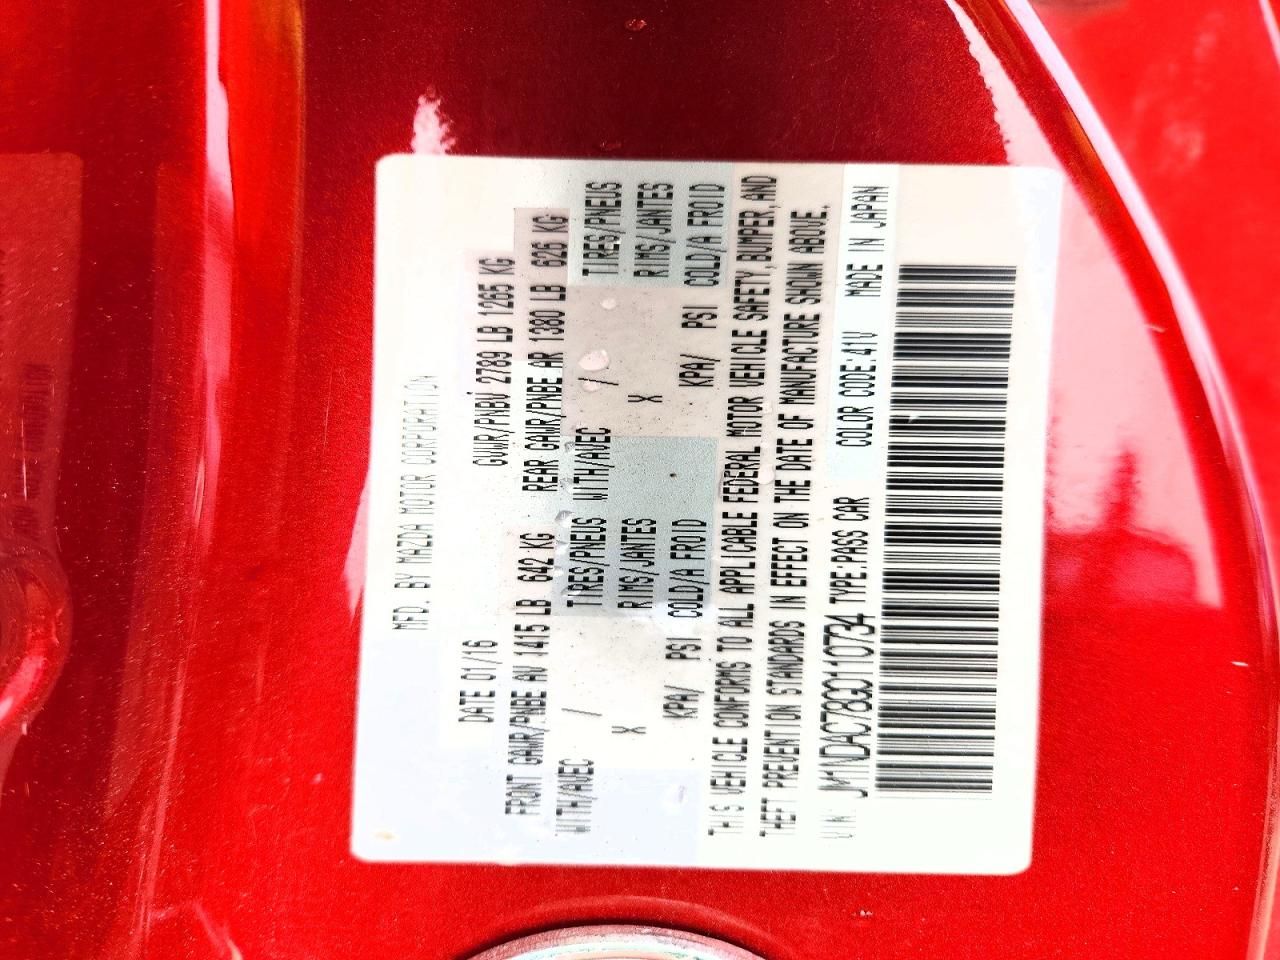 MFD. BY MAZDA MOTOR CORPORATION
DATE 01/16 GVWR/PNBV 2789 LB 1265 KG
FRONT GAWR/PNBE AV 1415 LB 642 KG REAR GAWR/PNBE AR 1380 LB 626 KG
WITH/AVEC / TIRES/PNEUS WITH/AVEC / TIRES/PNEUS
X RIMS/JANTES X RIMS/JANTES
KPA/ PSI COLD/A FROID KPA/ PSI COLD/A FROID
THIS VEHICLE CONFORMS TO ALL APPLICABLE FEDERAL MOTOR VEHICLE SAFETY, BUMPER, AND
THEFT PREVENTION STANDARDS IN EFFECT ON THE DATE OF MANUFACTURE SHOWN ABOVE.
VIN: JM1NDAC78G0110734 TYPE:PASS CAR COLOR CODE:41V MADE IN JAPAN